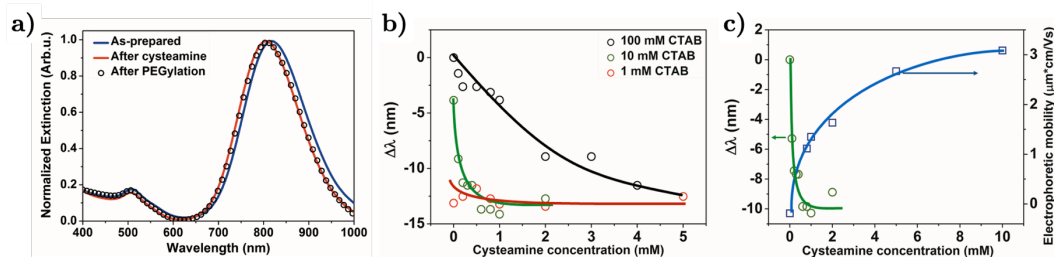 a)
Normalized Extinction (Arb.u.)
1.0
0.8
0.6
0.4
0.2
0.0
As-prepared
After cysteamine
After PEGylation
400 500 600 700 800 900 1000
Wavelength (nm)
b)
Δλ (nm)
0
-5
-10
-15
100 mM CTAB
10 mM CTAB
1 mM CTAB
0 1 2 3 4 5
Cysteamine concentration (mM)
c)
Δλ (nm)
0
-2
-4
-6
-8
-10
0 2 4 6 8 10
Cysteamine concentration (mM)
3
2
1
0
Electrophoretic mobility (µm*cm/Vs)